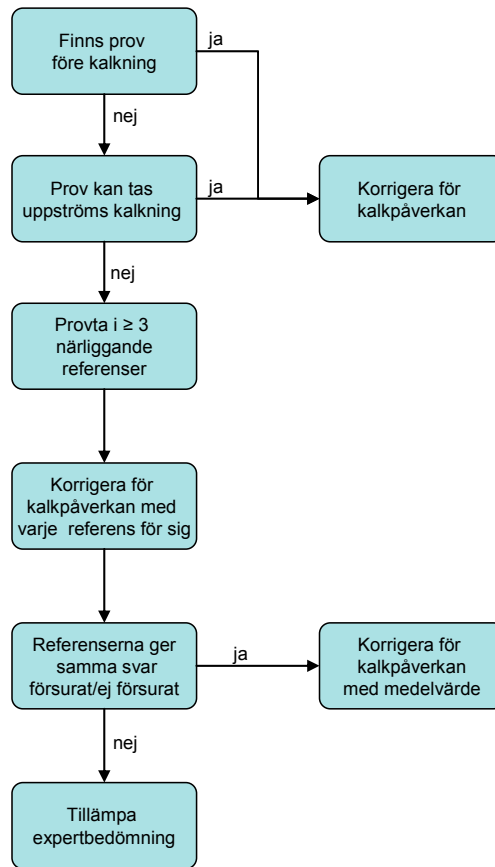 Finns prov
före kalkning
ja
nej
Prov kan tas
uppströms kalkning
ja
Korrigera för
kalkpåverkan
nej
Provta i ≥ 3
närliggande
referenser
Korrigera för
kalkpåverkan med
varje referens för sig
Referenserna ger
samma svar
försurat/ej försurat
ja
Korrigera för
kalkpåverkan
med medelvärde
nej
Tillämpa
expertbedömning